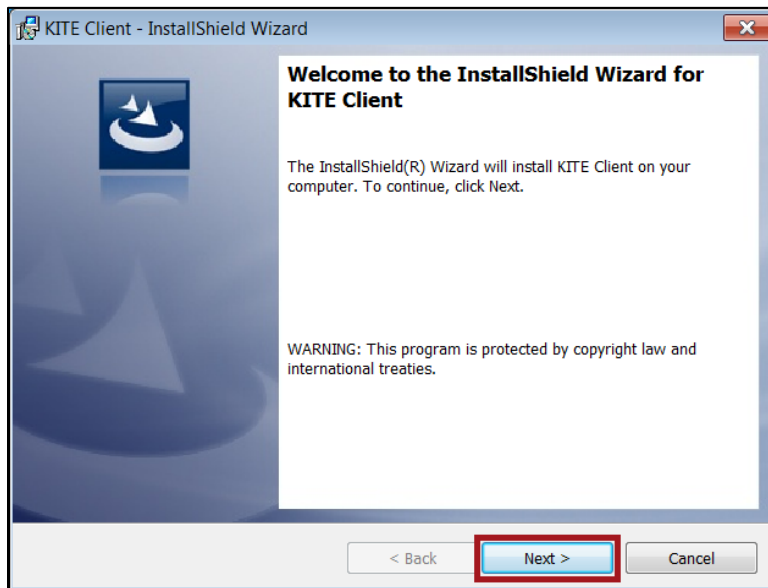 KITE Client - InstallShield Wizard
Welcome to the InstallShield Wizard for
KITE Client
The InstallShield(R) Wizard will install KITE Client on your
computer. To continue, click Next.
WARNING: This program is protected by copyright law and
international treaties.
< Back
Next >
Cancel